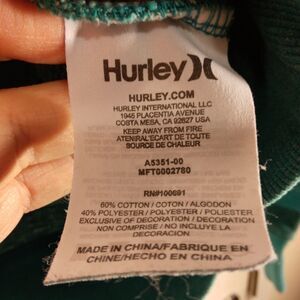 Hurley
HURLEY.COM
HURLEY INTERNATIONAL LLC
1945 PLACENTIA AVENUE
COSTA MESA, CA 92627 USA
KEEP AWAY FROM FIRE
ATENIR A L'ECART DE TOUTE
SOURCE DE CHALEUR
A5351-00
MFTG002780
RN#100691
60% COTTON / COTON / ALGODON
40% POLYESTER / POLYESTER / POLIESTER
EXCLUSIVE OF DECORATION / DECORATION
NON COMPRISE / NO INCLUYE LA
DECORACION
MADE IN CHINA/FABRIQUE EN
CHINE/HECHO EN CHINA